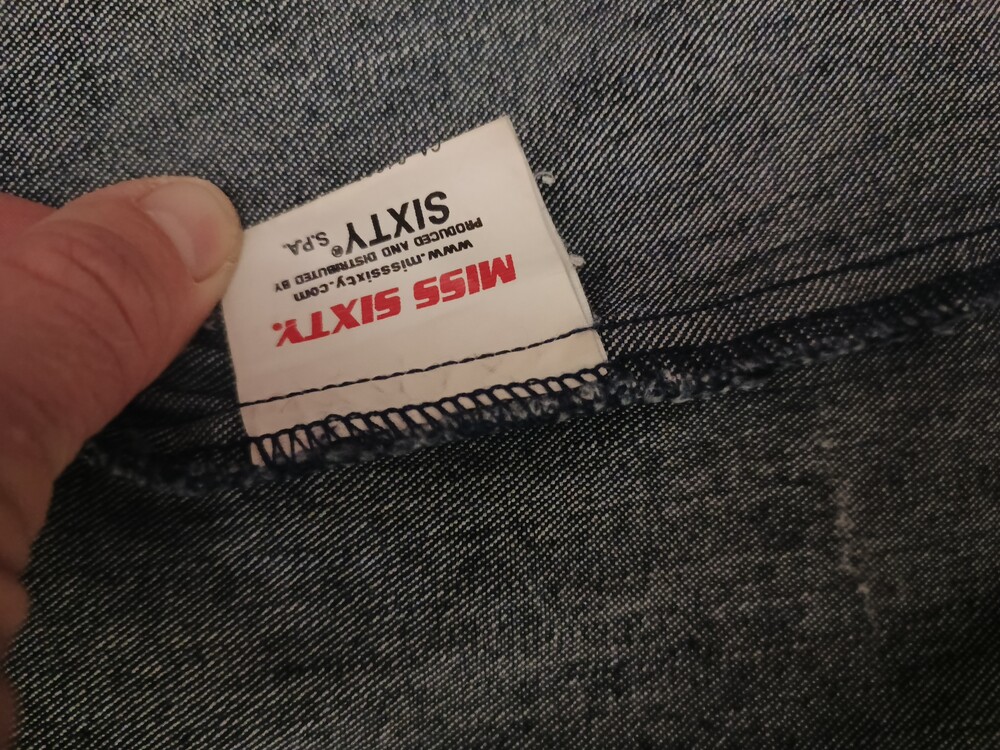 MISS SIXTY.
www.misssixty.com
PRODUCED AND DISTRIBUTED BY
SIXTY® S.P.A.